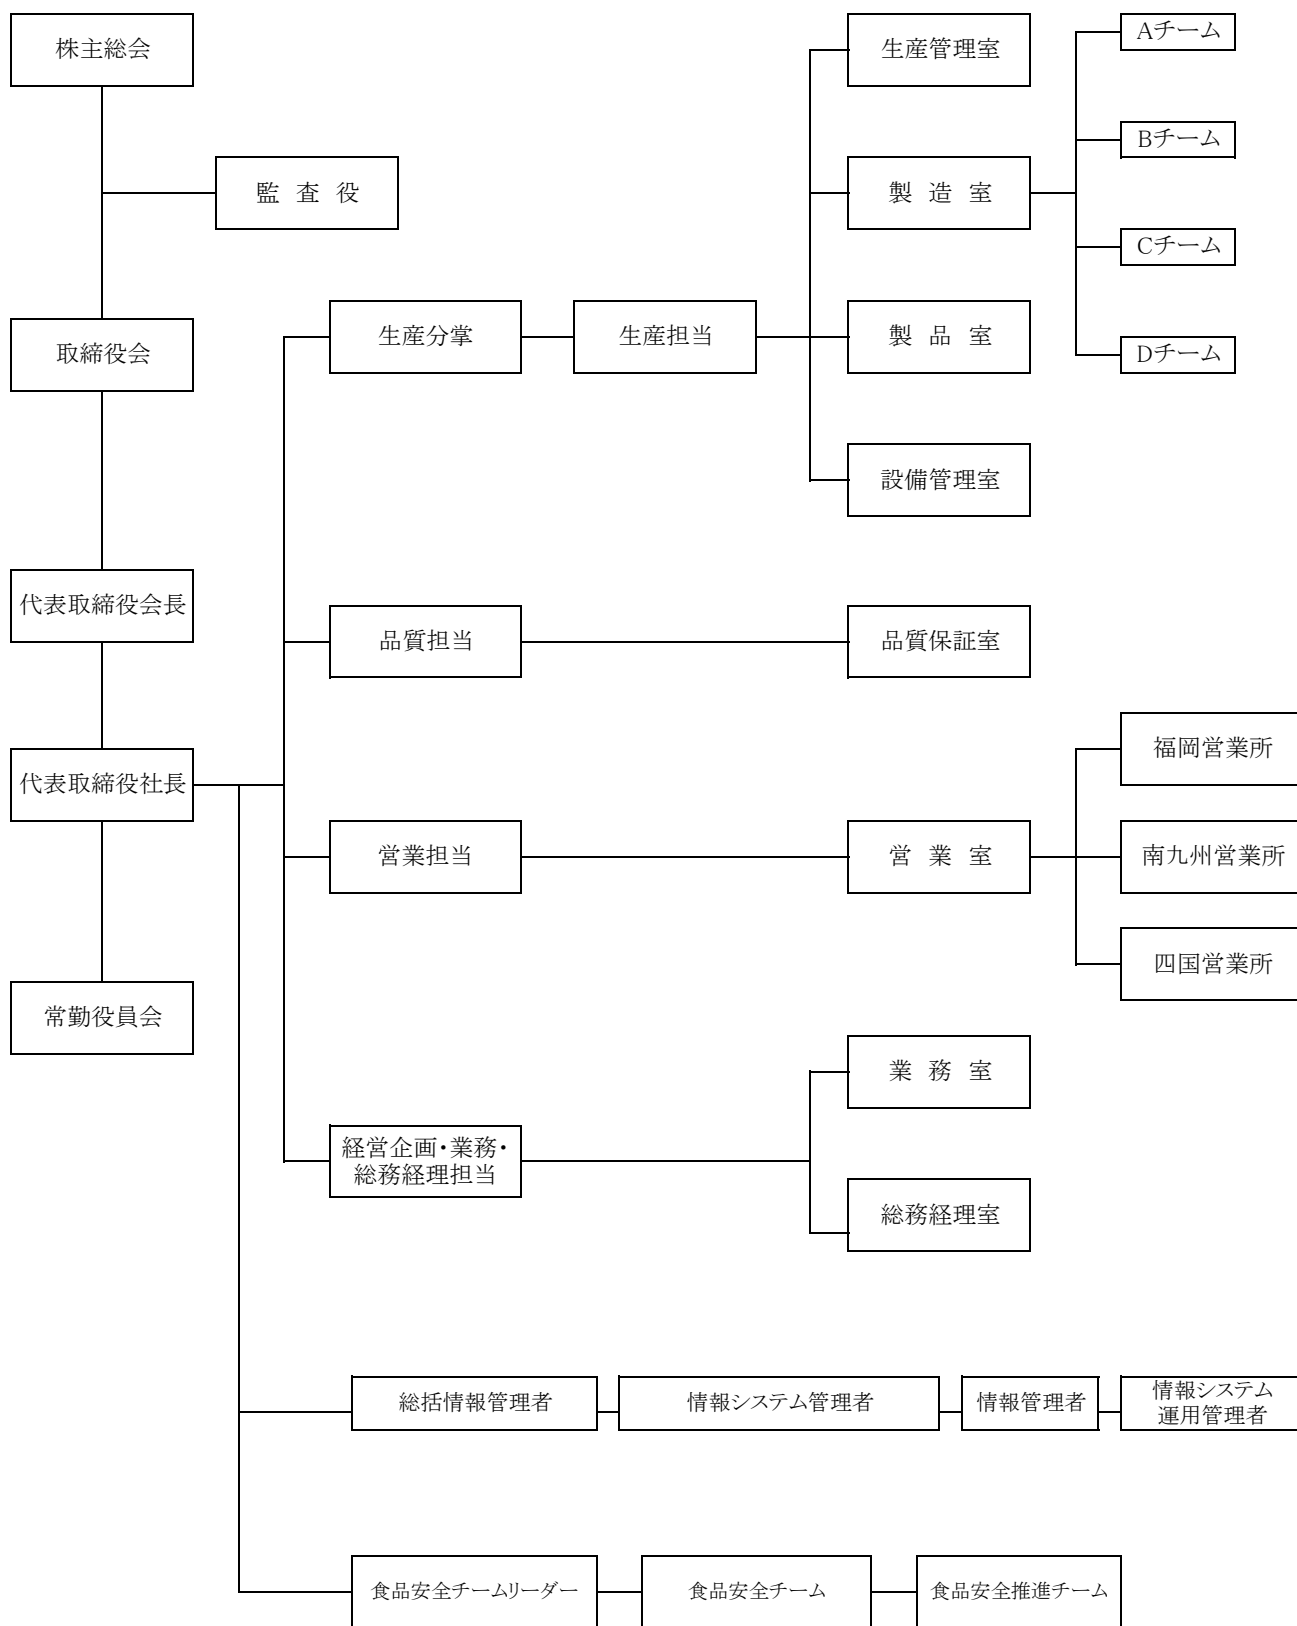 株主総会
監査役
取締役会
代表取締役会長
代表取締役社長
常勤役員会
生産分掌
生産担当
生産管理室
製造室
製品室
設備管理室
Aチーム
Bチーム
Cチーム
Dチーム
品質担当
品質保証室
営業担当
営業室
福岡営業所
南九州営業所
四国営業所
経営企画・業務・
総務経理担当
業務室
総務経理室
総括情報管理者
情報システム管理者
情報管理者
情報システム
運用管理者
食品安全チームリーダー
食品安全チーム
食品安全推進チーム